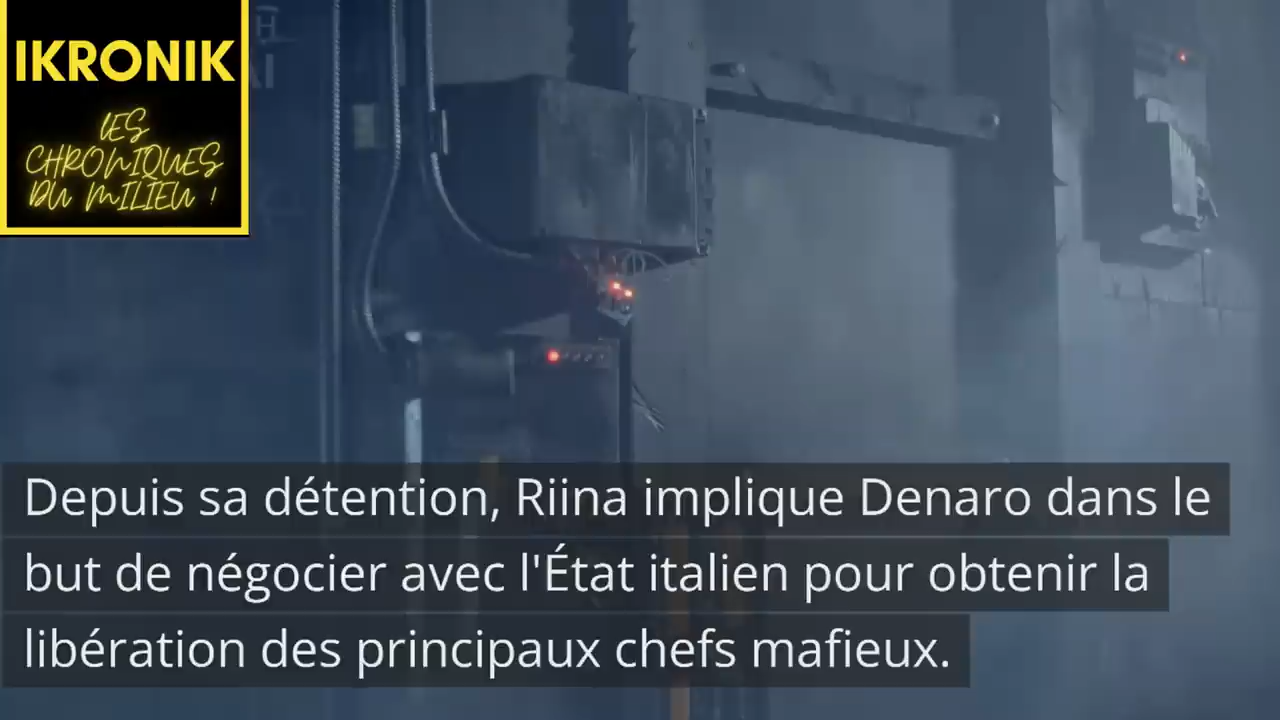 IKRONIK
LES
CHRONIQUES
DU MILIEU !
Depuis sa détention, Riina implique Denaro dans le
but de négocier avec l'État italien pour obtenir la
libération des principaux chefs mafieux.